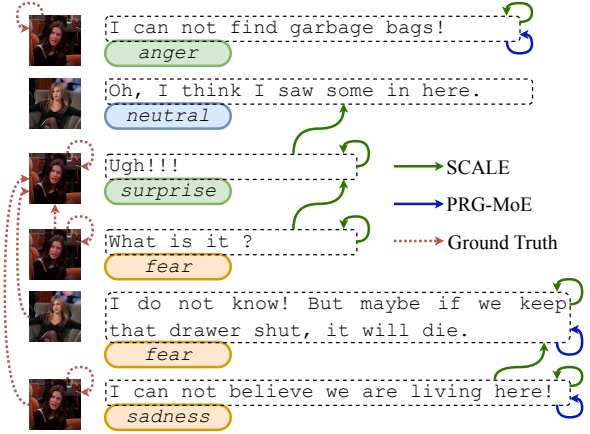 I can not find garbage bags!
anger
Oh, I think I saw some in here.
neutral
Ugh!!!
surprise
What is it ?
fear
I do not know! But maybe if we keep
that drawer shut, it will die.
fear
I can not believe we are living here!
sadness
SCALE
PRG-MoE
Ground Truth